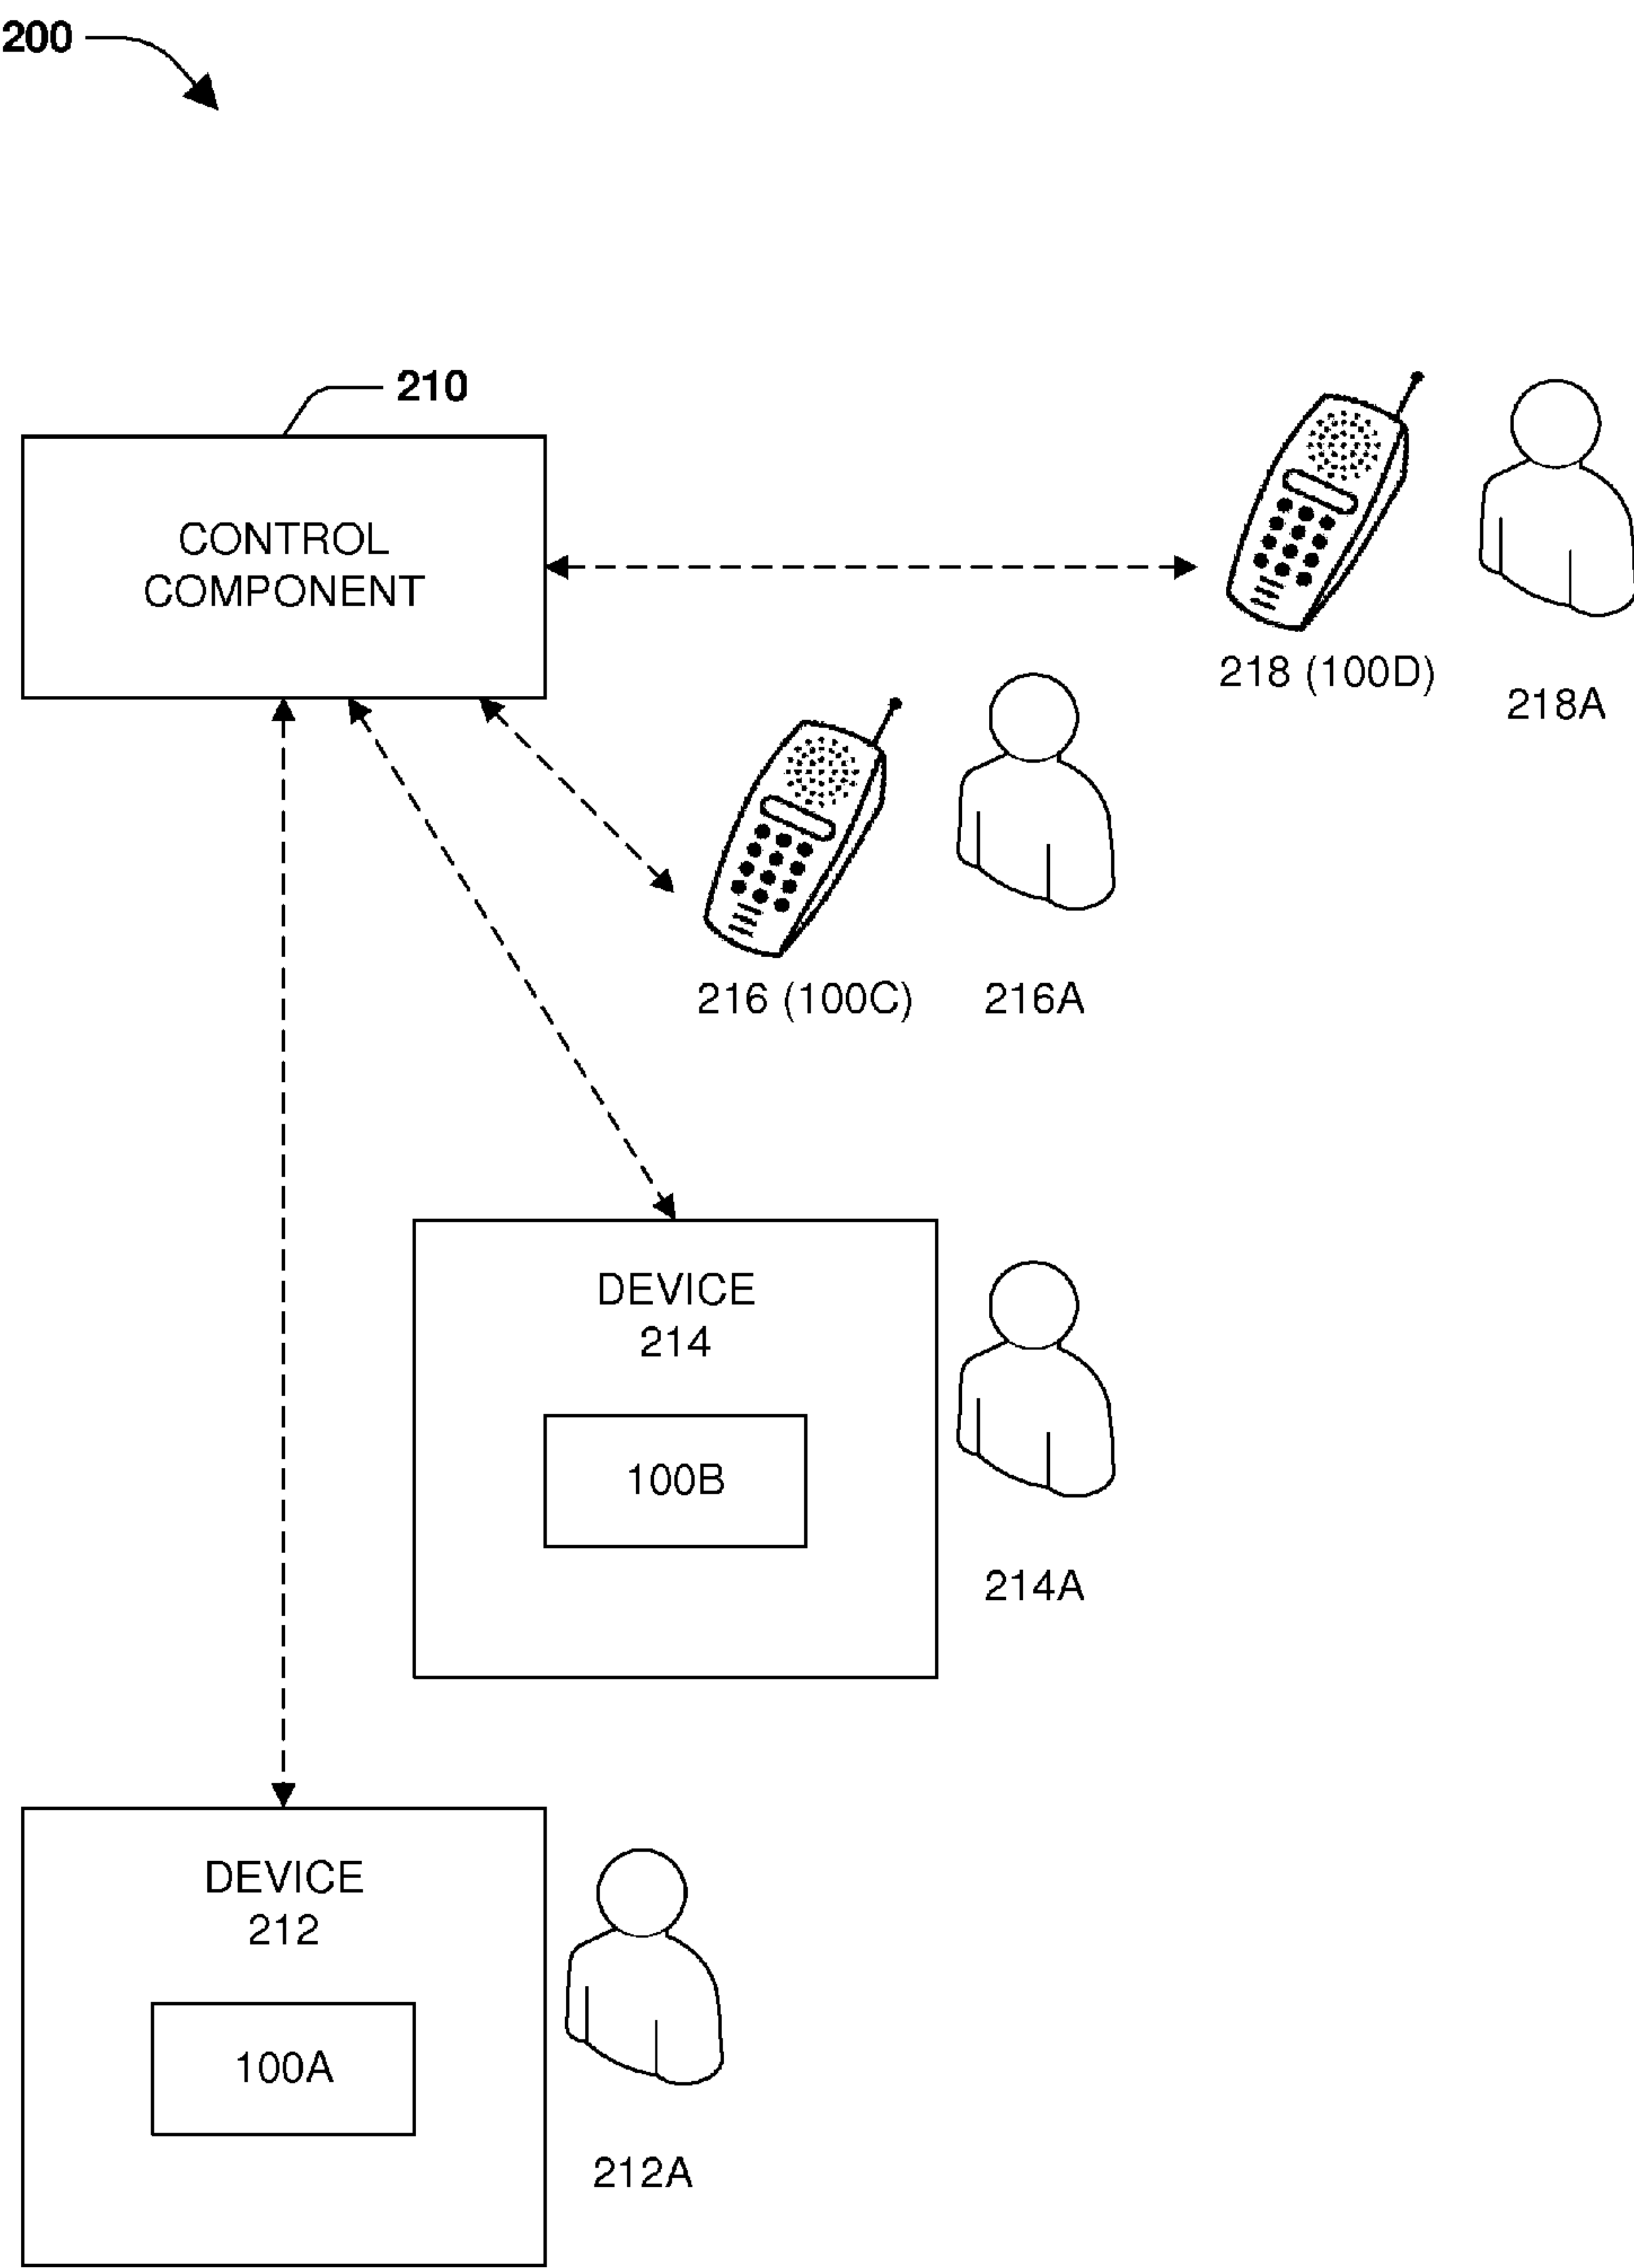 200
210
CONTROL
COMPONENT
218 (100D)
218A
216 (100C)
216A
DEVICE
214
100B
214A
DEVICE
212
100A
212A